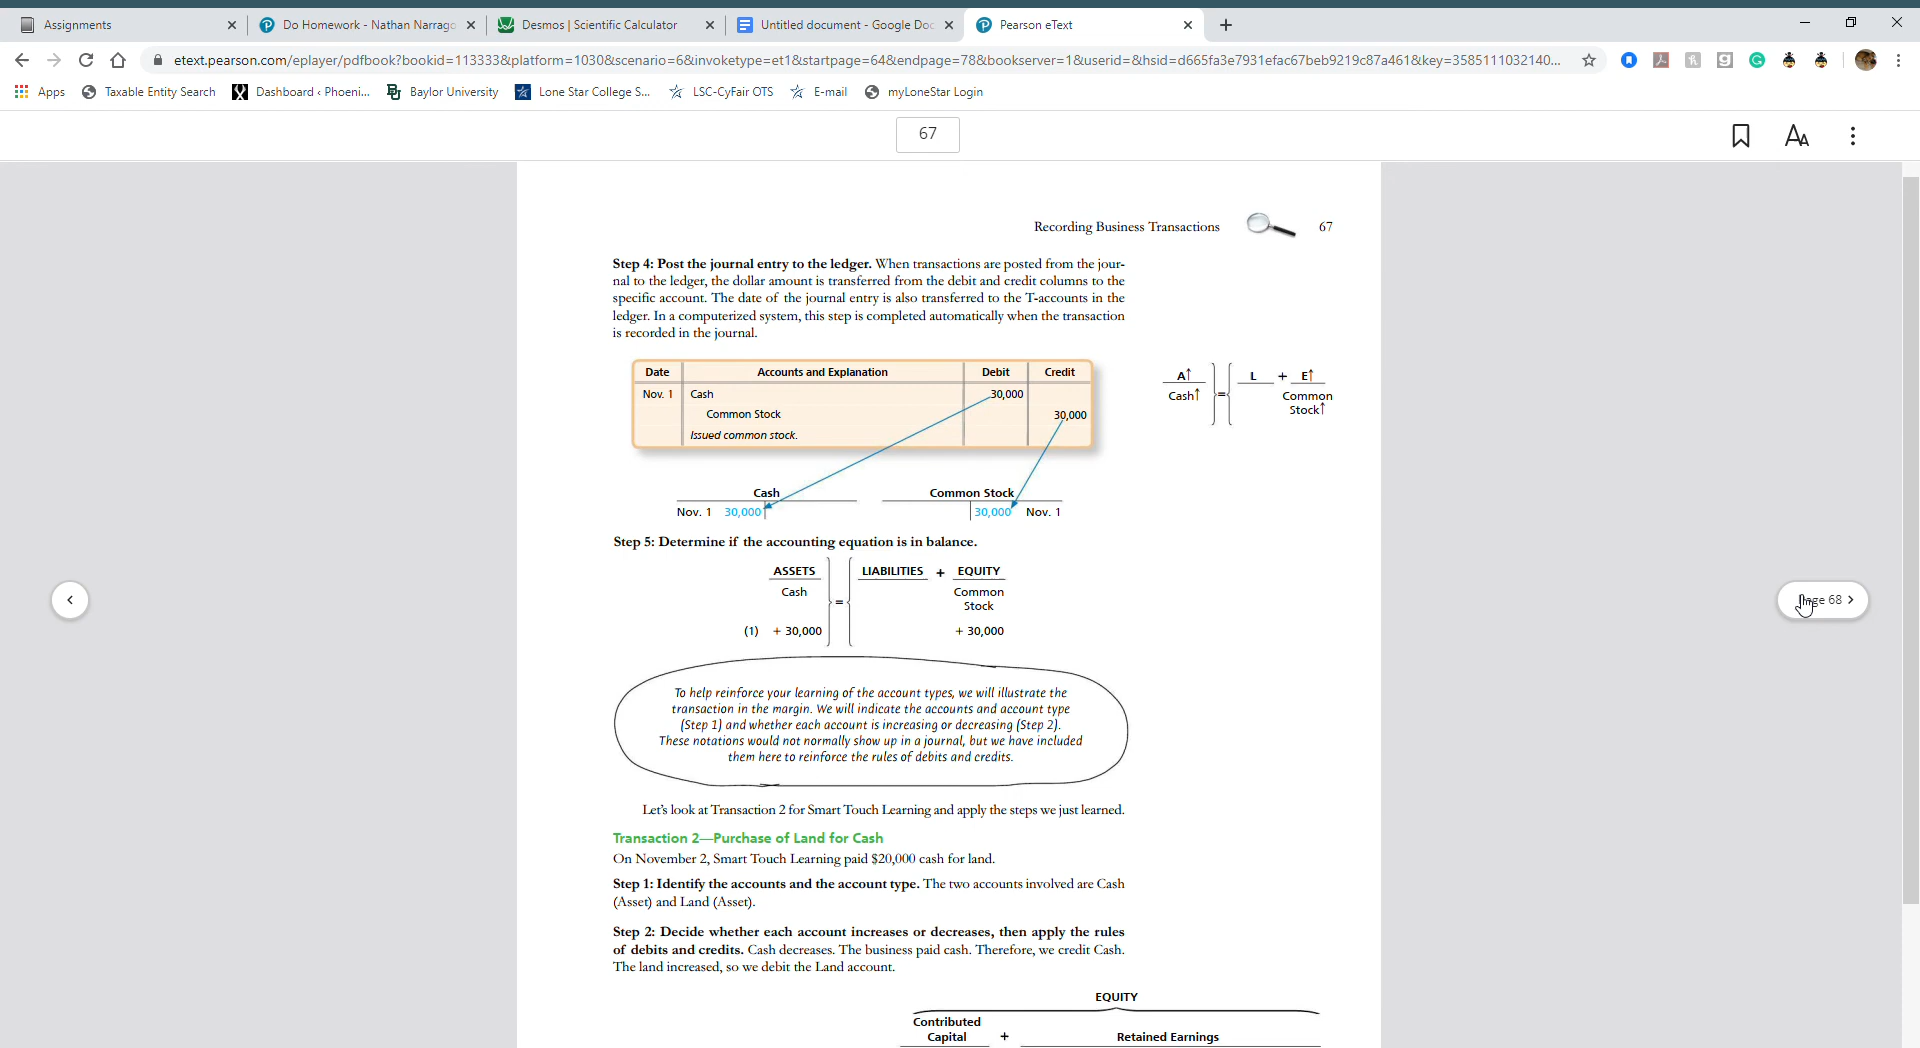 Assignments
Do Homework - Nathan Narrago
Desmos | Scientific Calculator
Untitled document - Google Doc
Pearson eText
etext.pearson.com/eplayer/pdfbook?bookid=113333&platform=1030&scenario=6&invoketype=et1&startpage=64&endpage=78&bookserver=1&userid=&hsid=d665fa3e7931efac67beb9219c87a461&key=3585111032140...
Apps Taxable Entity Search Dashboard ‹ Phoeni... Baylor University Lone Star College S... LSC-CyFair OTS E-mail myLoneStar Login
67
Recording Business Transactions 67
Step 4: Post the journal entry to the ledger. When transactions are posted from the jour-
nal to the ledger, the dollar amount is transferred from the debit and credit columns to the
specific account. The date of the journal entry is also transferred to the T-accounts in the
ledger. In a computerized system, this step is completed automatically when the transaction
is recorded in the journal.
Date Accounts and Explanation Debit Credit
Nov. 1 Cash 30,000
Common Stock 30,000
Issued common stock.
A↑ } = { L + E↑
Cash↑ Common
Stock↑
Cash Common Stock
Nov. 1 30,000 30,000 Nov. 1
Step 5: Determine if the accounting equation is in balance.
ASSETS } = { LIABILITIES + EQUITY
Cash Common
Stock
(1) + 30,000 + 30,000
To help reinforce your learning of the account types, we will illustrate the
transaction in the margin. We will indicate the accounts and account type
(Step 1) and whether each account is increasing or decreasing (Step 2).
These notations would not normally show up in a journal, but we have included
them here to reinforce the rules of debits and credits.
Let's look at Transaction 2 for Smart Touch Learning and apply the steps we just learned.
Transaction 2—Purchase of Land for Cash
On November 2, Smart Touch Learning paid $20,000 cash for land.
Step 1: Identify the accounts and the account type. The two accounts involved are Cash
(Asset) and Land (Asset).
Step 2: Decide whether each account increases or decreases, then apply the rules
of debits and credits. Cash decreases. The business paid cash. Therefore, we credit Cash.
The land increased, so we debit the Land account.
EQUITY
Contributed
Capital + Retained Earnings
68